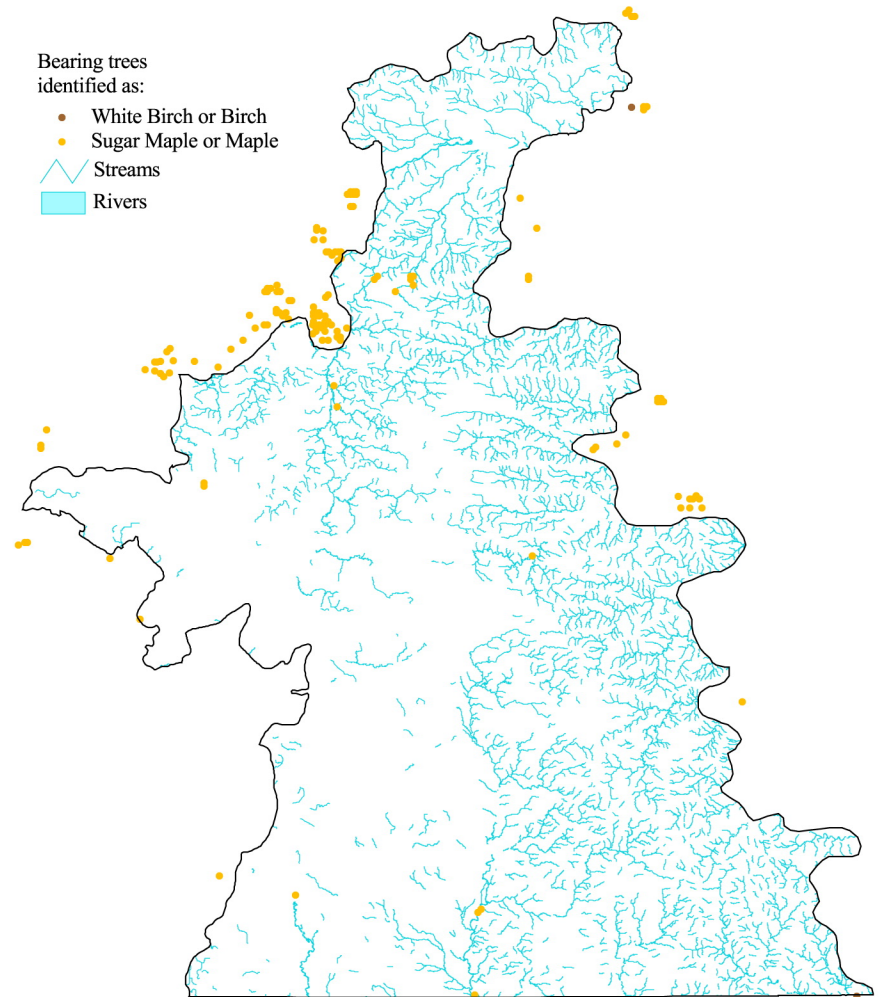 Bearing trees
identified as:
White Birch or Birch
Sugar Maple or Maple
Streams
Rivers